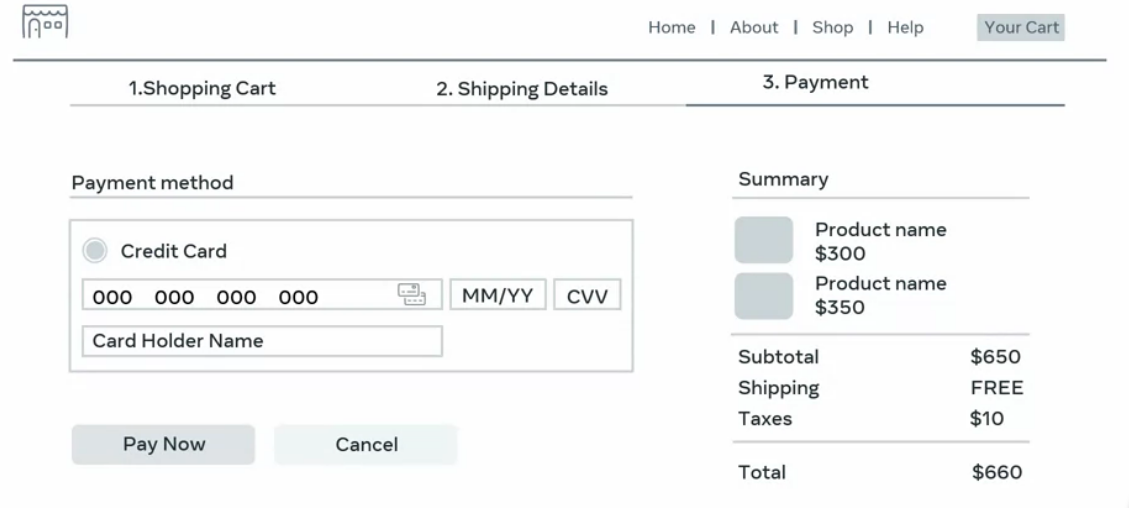 Home | About | Shop | Help Your Cart
1.Shopping Cart 2. Shipping Details 3. Payment
Payment method
Credit Card
000 000 000 000 MM/YY CVV
Card Holder Name
Pay Now Cancel
Summary
Product name
$300
Product name
$350
Subtotal $650
Shipping FREE
Taxes $10
Total $660